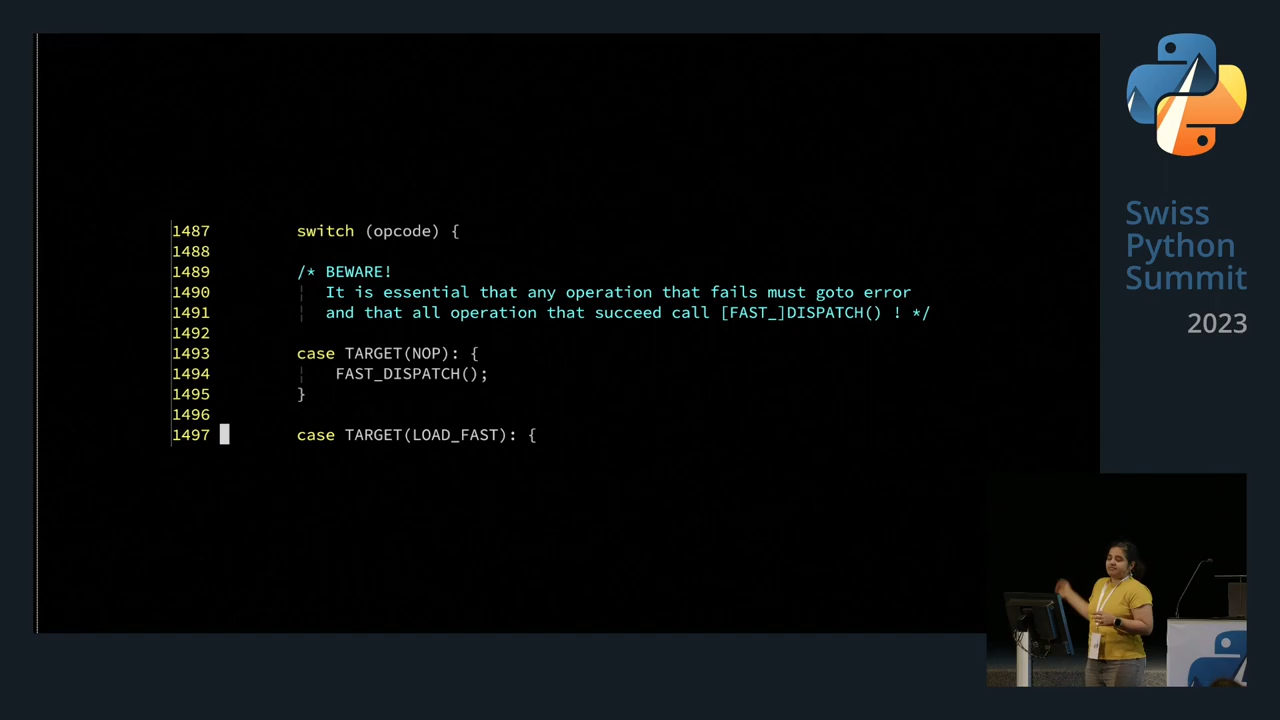 1487 switch (opcode) {
1488
1489 /* BEWARE!
1490 It is essential that any operation that fails must goto error
1491 and that all operation that succeed call [FAST_]DISPATCH() ! */
1492
1493 case TARGET(NOP): {
1494 FAST_DISPATCH();
1495 }
1496
1497 case TARGET(LOAD_FAST): {
Swiss
Python
Summit
2023